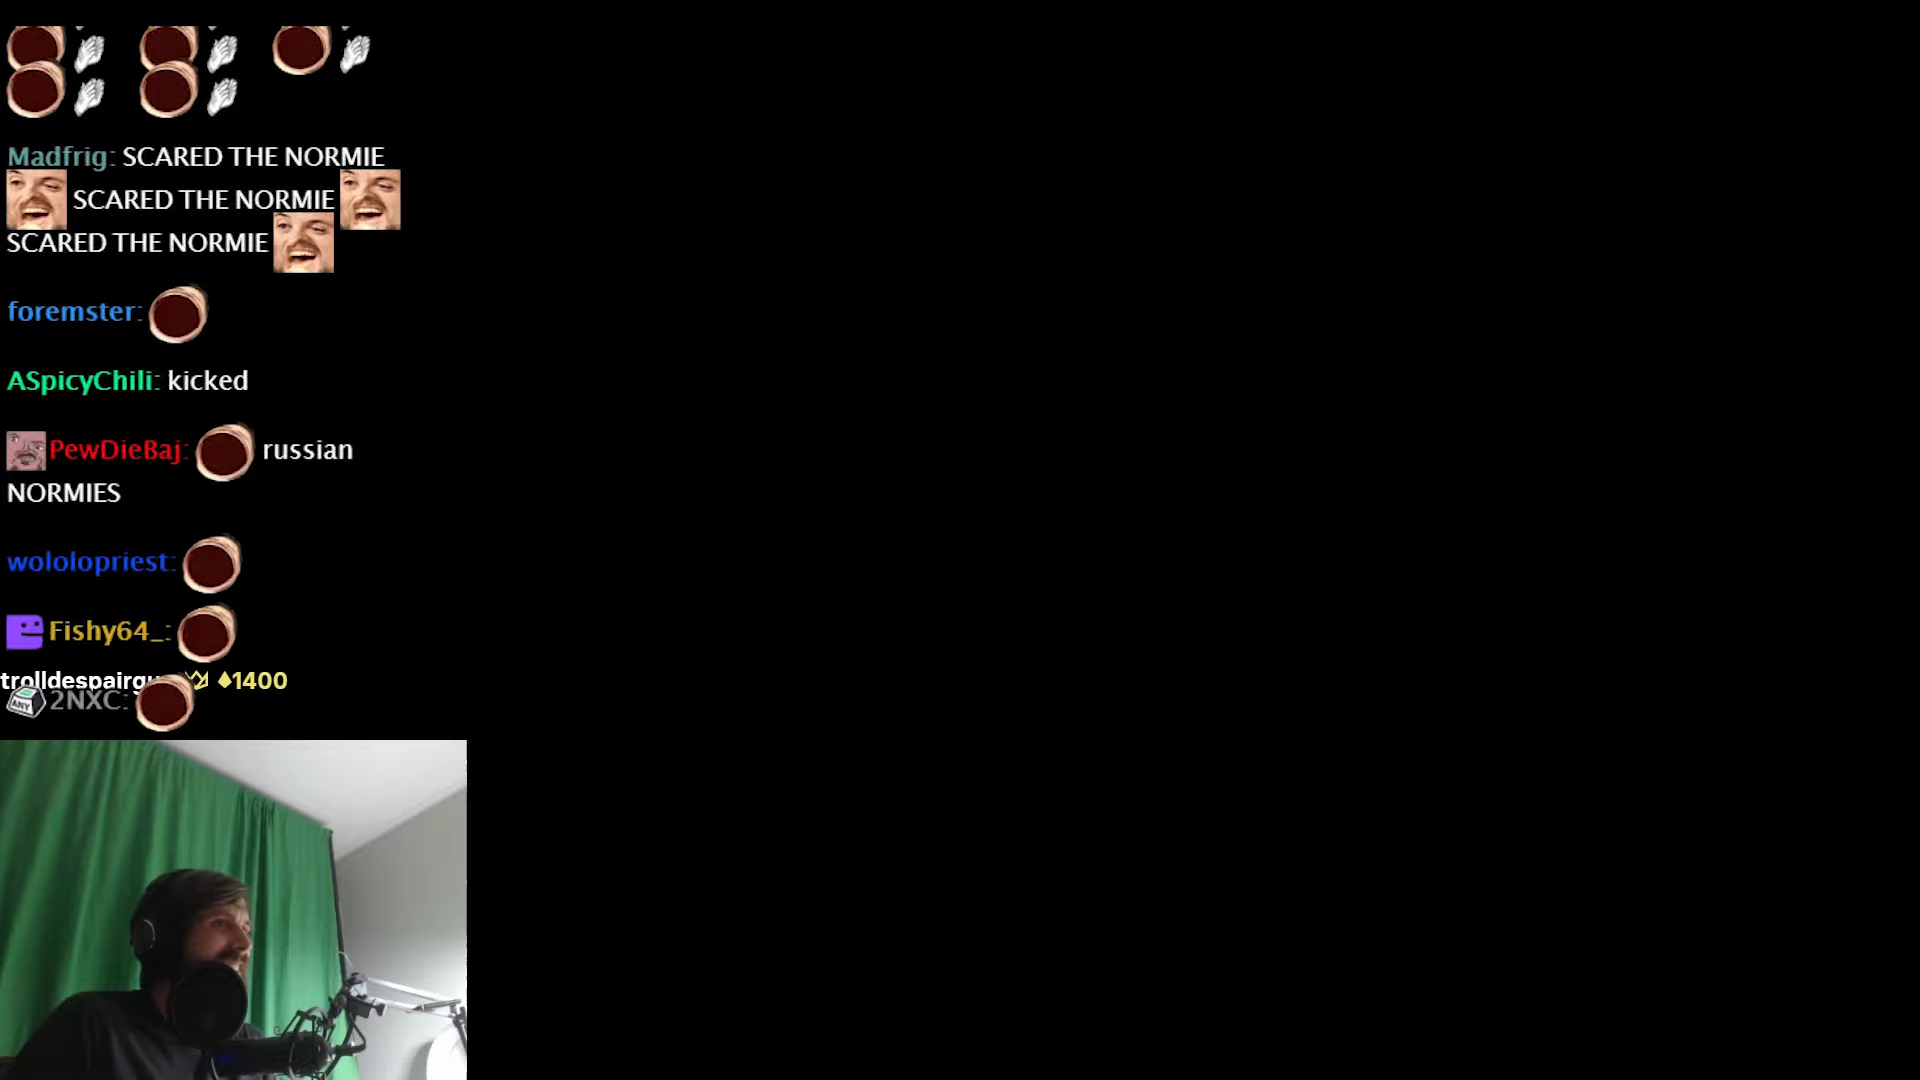 Madfrig: SCARED THE NORMIE
SCARED THE NORMIE
SCARED THE NORMIE
foremster:
ASpicyChili: kicked
PewDieBaj: russian
NORMIES
wololopriest:
Fishy64_:
1400
ANY 2NXC: